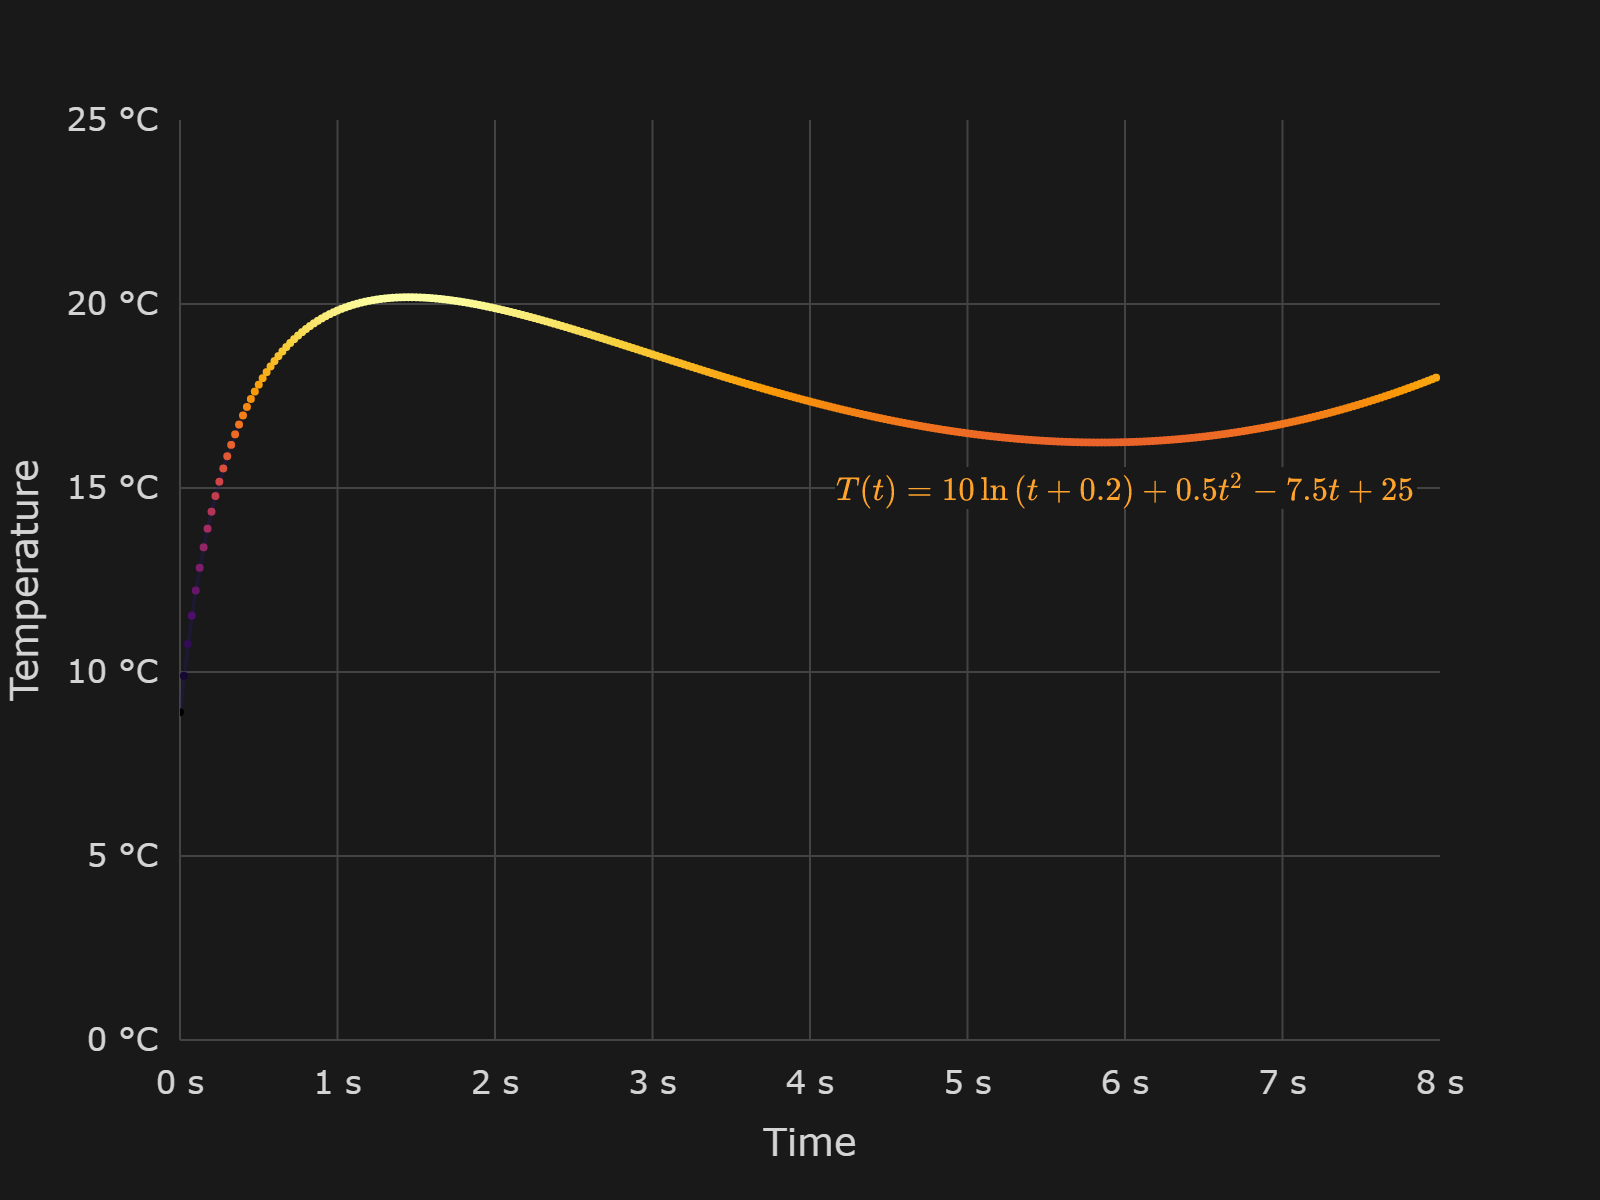 25 °C
20 °C
15 °C
10 °C
5 °C
0 °C
Temperature
T(t) = 10 ln (t + 0.2) + 0.5t² − 7.5t + 25
0 s 1 s 2 s 3 s 4 s 5 s 6 s 7 s 8 s
Time